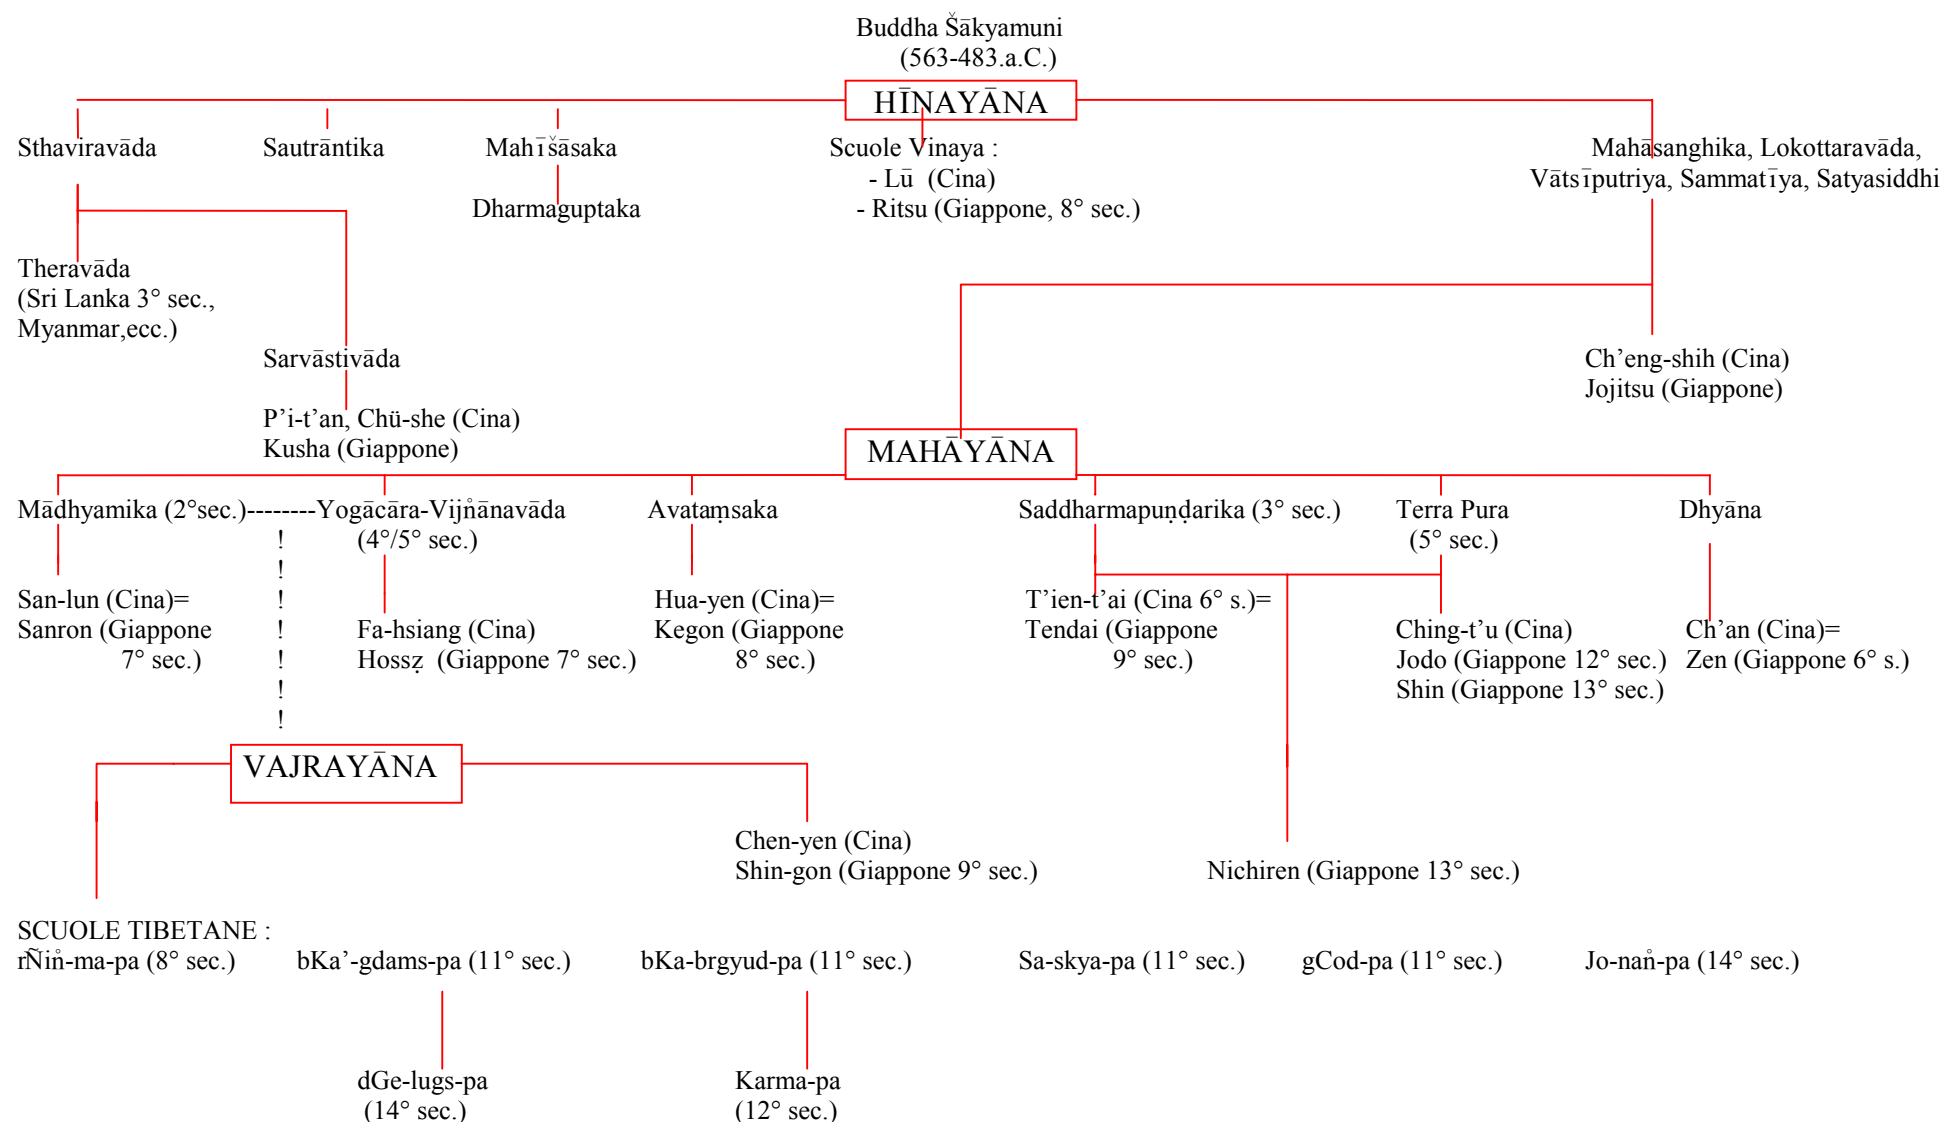 Buddha Šākyamuni
(563-483.a.C.)
HĪNAYĀNA
Sthaviravāda Sautrāntika Mahīšāsaka Scuole Vinaya : Mahāsanghika, Lokottaravāda,
- Lū (Cina) Vātsīputriya, Sammatīya, Satyasiddhi
Dharmaguptaka - Ritsu (Giappone, 8° sec.)
Theravāda
(Sri Lanka 3° sec.,
Myanmar,ecc.)
Sarvāstivāda Ch’eng-shih (Cina)
Jojitsu (Giappone)
P’i-t’an, Chü-she (Cina)
Kusha (Giappone)
MAHĀYĀNA
Mādhyamika (2°sec.)--------Yogācāra-Vijn̊ānavāda Avataṃsaka Saddharmapuṇḍarika (3° sec.) Terra Pura Dhyāna
! (4°/5° sec.) (5° sec.)
!
San-lun (Cina)= ! Hua-yen (Cina)= T’ien-t’ai (Cina 6° s.)=
Sanron (Giappone ! Fa-hsiang (Cina) Kegon (Giappone Tendai (Giappone Ching-t’u (Cina) Ch’an (Cina)=
7° sec.) ! Hossẓ (Giappone 7° sec.) 8° sec.) 9° sec.) Jodo (Giappone 12° sec.) Zen (Giappone 6° s.)
! Shin (Giappone 13° sec.)
!
VAJRAYĀNA
Chen-yen (Cina)
Shin-gon (Giappone 9° sec.) Nichiren (Giappone 13° sec.)
SCUOLE TIBETANE :
rÑin̊-ma-pa (8° sec.) bKa’-gdams-pa (11° sec.) bKa-brgyud-pa (11° sec.) Sa-skya-pa (11° sec.) gCod-pa (11° sec.) Jo-nan̊-pa (14° sec.)
dGe-lugs-pa Karma-pa
(14° sec.) (12° sec.)